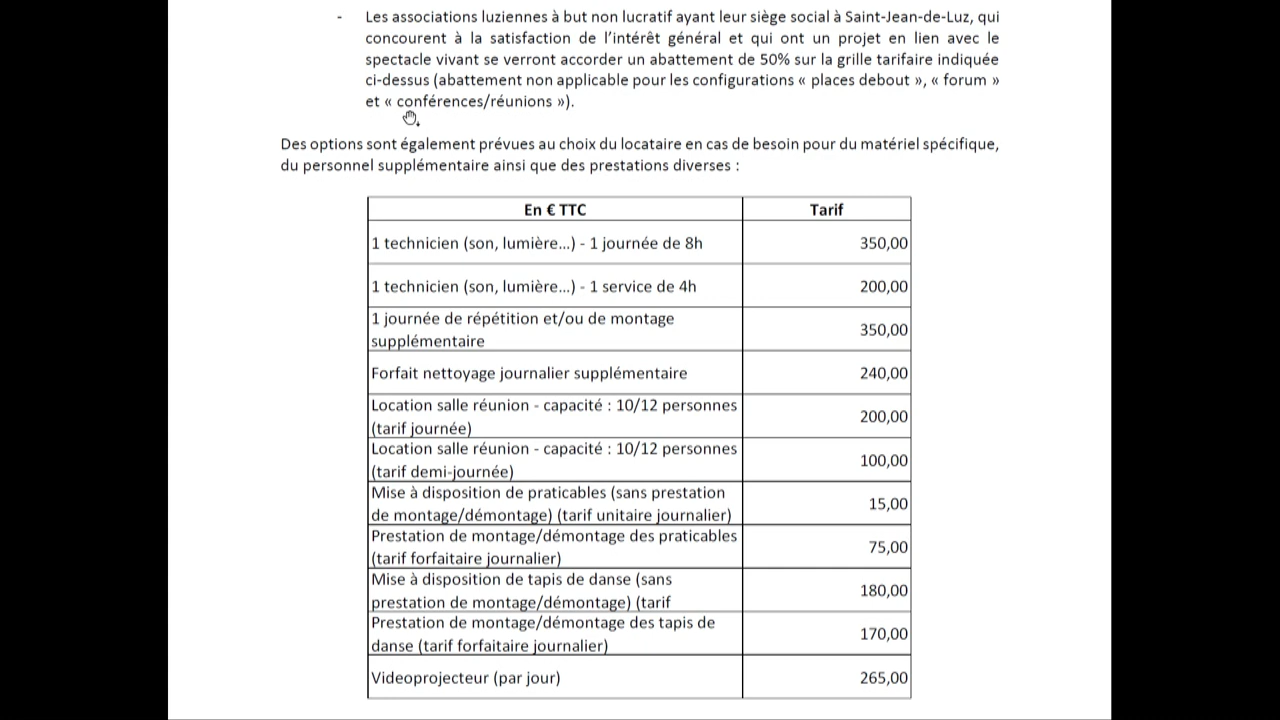 - Les associations luziennes à but non lucratif ayant leur siège social à Saint-Jean-de-Luz, qui
concourent à la satisfaction de l'intérêt général et qui ont un projet en lien avec le
spectacle vivant se verront accorder un abattement de 50% sur la grille tarifaire indiquée
ci-dessus (abattement non applicable pour les configurations « places debout », « forum »
et « conférences/réunions »).
Des options sont également prévues au choix du locataire en cas de besoin pour du matériel spécifique,
du personnel supplémentaire ainsi que des prestations diverses :
En € TTC Tarif
1 technicien (son, lumière...) - 1 journée de 8h 350,00
1 technicien (son, lumière...) - 1 service de 4h 200,00
1 journée de répétition et/ou de montage
supplémentaire 350,00
Forfait nettoyage journalier supplémentaire 240,00
Location salle réunion - capacité : 10/12 personnes
(tarif journée) 200,00
Location salle réunion - capacité : 10/12 personnes
(tarif demi-journée) 100,00
Mise à disposition de praticables (sans prestation
de montage/démontage) (tarif unitaire journalier) 15,00
Prestation de montage/démontage des praticables
(tarif forfaitaire journalier) 75,00
Mise à disposition de tapis de danse (sans
prestation de montage/démontage) (tarif 180,00
Prestation de montage/démontage des tapis de
danse (tarif forfaitaire journalier) 170,00
Videoprojecteur (par jour) 265,00